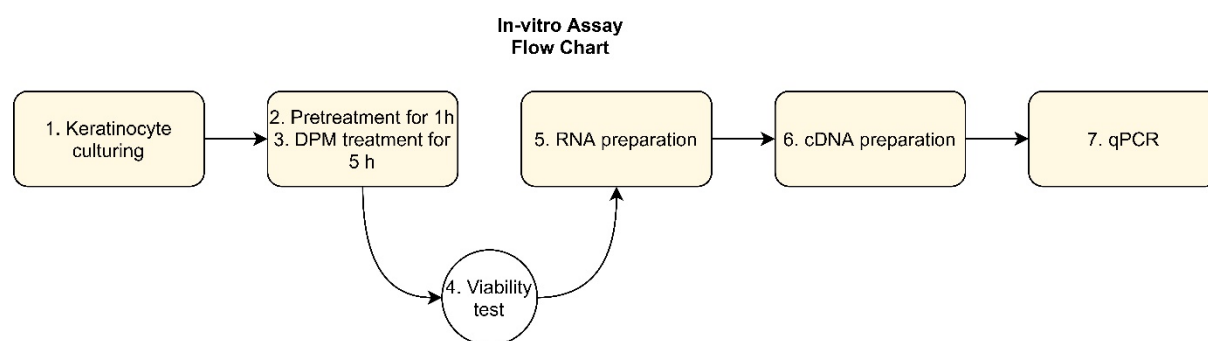 In-vitro Assay
Flow Chart
1. Keratinocyte
culturing
2. Pretreatment for 1h
3. DPM treatment for
5 h
4. Viability
test
5. RNA preparation
6. cDNA preparation
7. qPCR